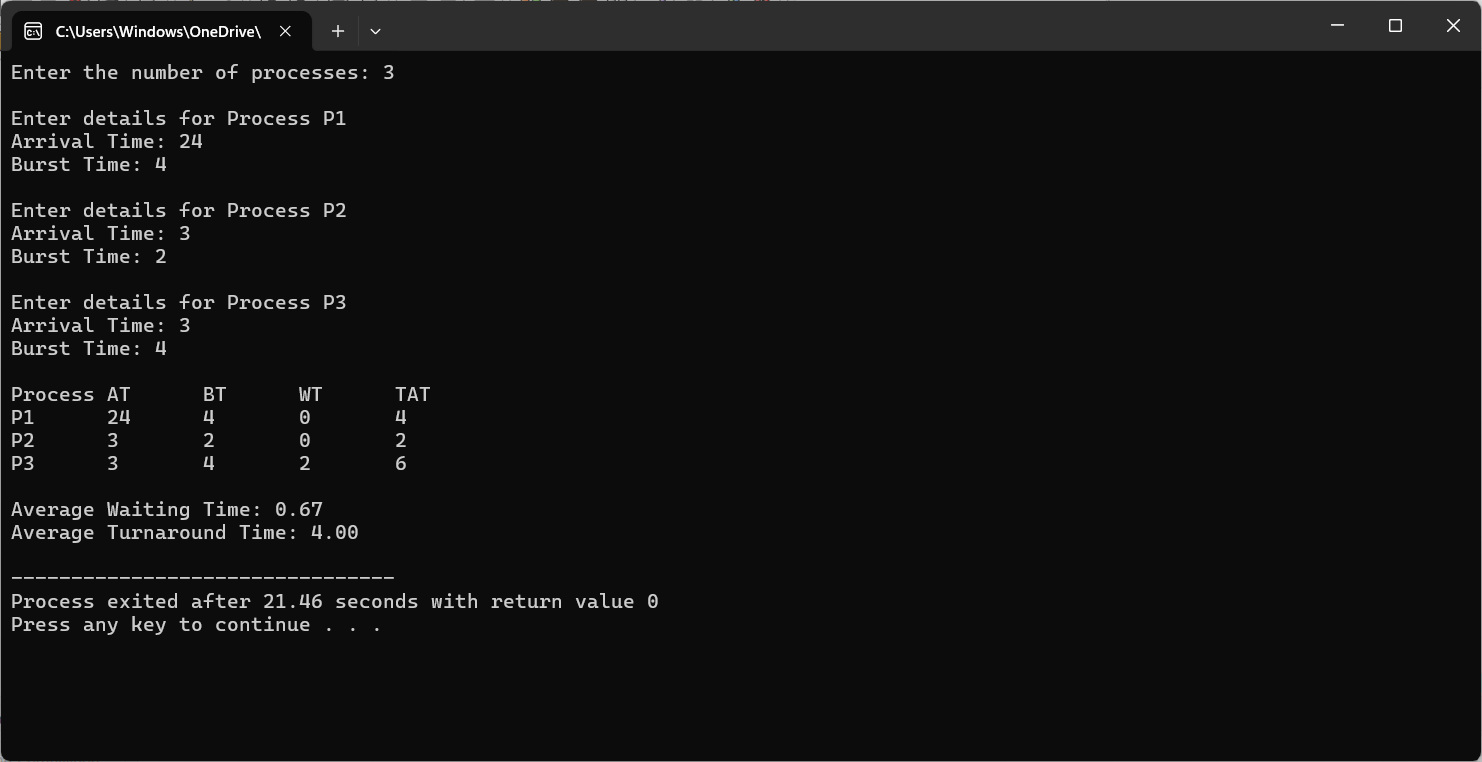 C:\Users\Windows\OneDrive\
Enter the number of processes: 3
Enter details for Process P1
Arrival Time: 24
Burst Time: 4
Enter details for Process P2
Arrival Time: 3
Burst Time: 2
Enter details for Process P3
Arrival Time: 3
Burst Time: 4
Process AT BT WT TAT
P1 24 4 0 4
P2 3 2 0 2
P3 3 4 2 6
Average Waiting Time: 0.67
Average Turnaround Time: 4.00
--------------------------------
Process exited after 21.46 seconds with return value 0
Press any key to continue . . .